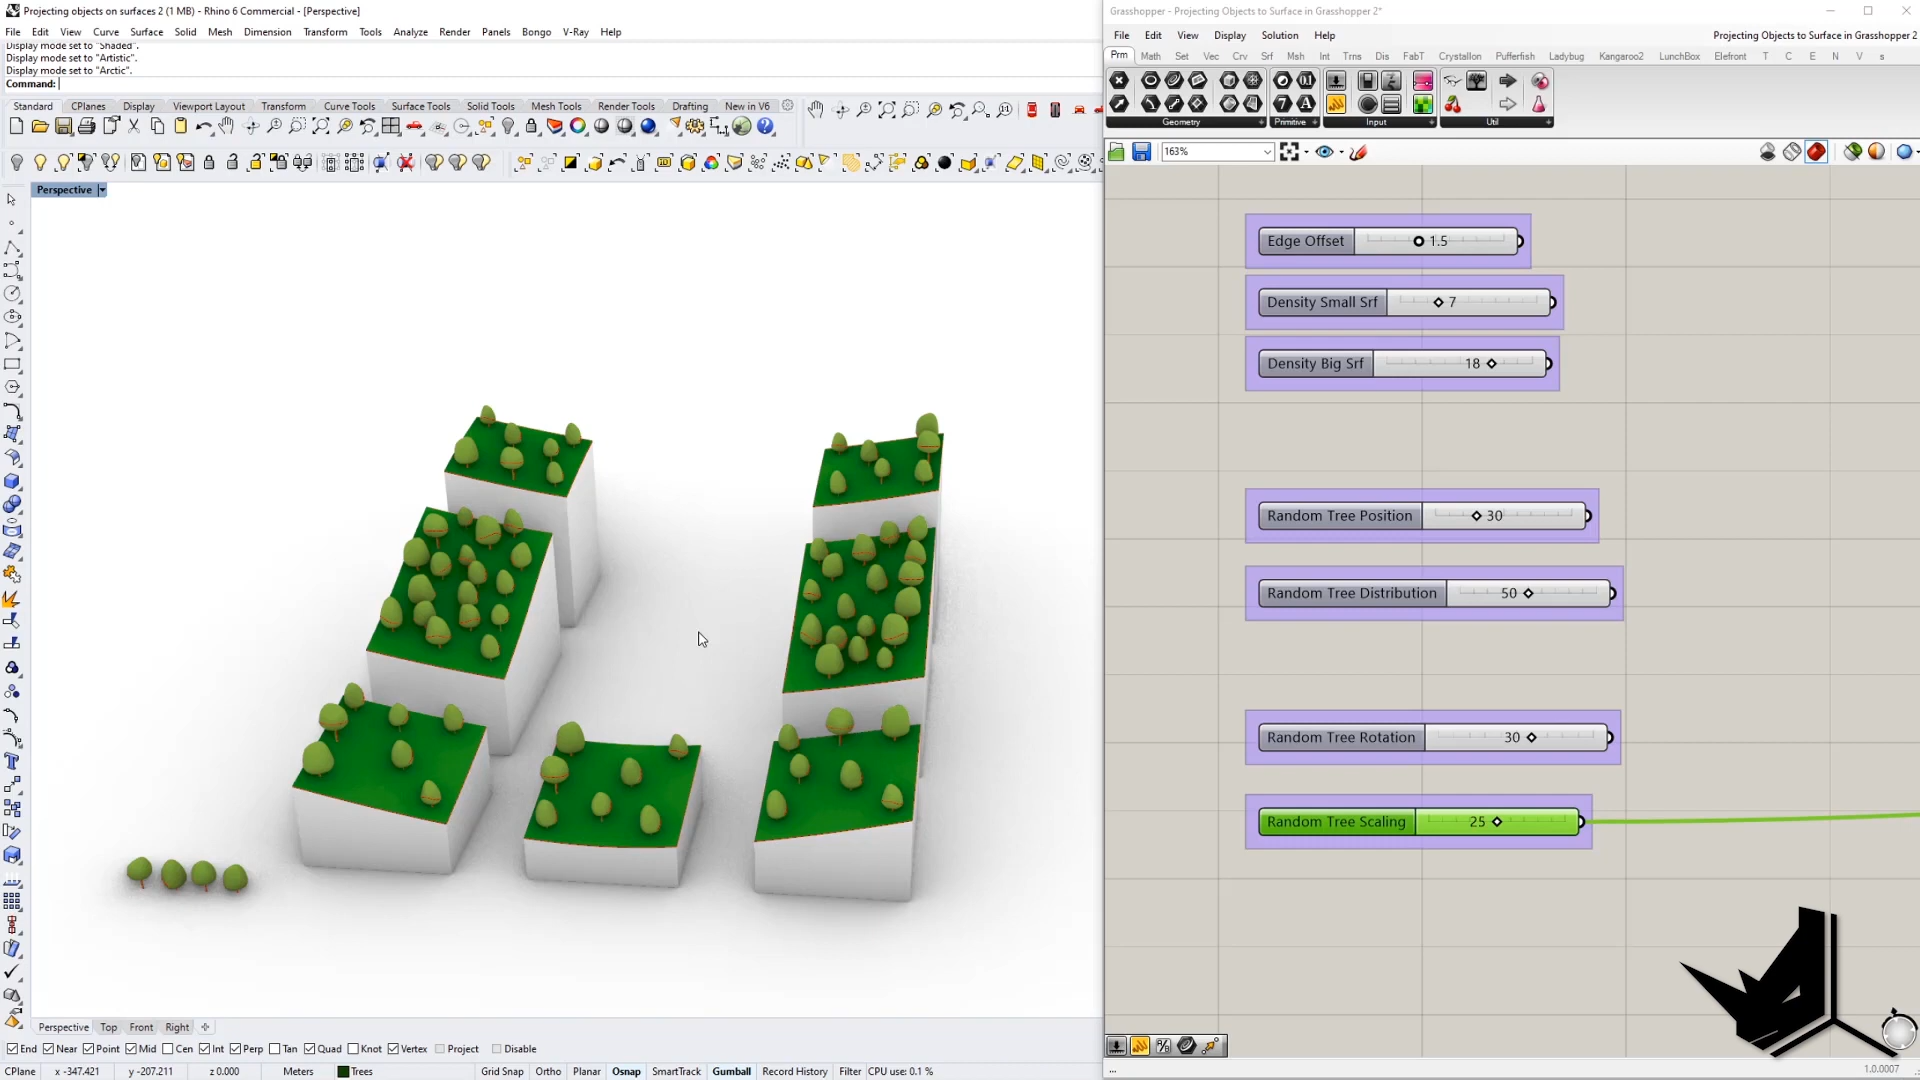 Projecting objects on surfaces 2 (1 MB) - Rhino 6 Commercial - [Perspective]
File Edit View Curve Surface Solid Mesh Dimension Transform Tools Analyze Render Panels Bongo V-Ray Help
Display mode set to "Shaded".
Display mode set to "Artistic".
Display mode set to "Arctic".
Command:
Standard CPlanes Display Viewport Layout Transform Curve Tools Surface Tools Solid Tools Mesh Tools Render Tools Drafting New in V6
Perspective
Perspective Top Front Right
End Near Point Mid Cen Int Perp Tan Quad Knot Vertex Project Disable
CPlane x -347.421 y -207.211 z 0.000 Meters Trees Grid Snap Ortho Planar Osnap SmartTrack Gumball Record History Filter CPU use: 0.1 %
Grasshopper - Projecting Objects to Surface in Grasshopper 2*
File Edit View Display Solution Help Projecting Objects to Surface in Grasshopper 2
Prm Math Set Vec Crv Srf Msh Int Trns Dis FabT Crystallon Pufferfish Ladybug Kangaroo2 LunchBox Elefront T C E N V s
Geometry Primitive Input Util
163%
Edge Offset 1.5
Density Small Srf 7
Density Big Srf 18
Random Tree Position 30
Random Tree Distribution 50
Random Tree Rotation 30
Random Tree Scaling 25
... 1.0.0007